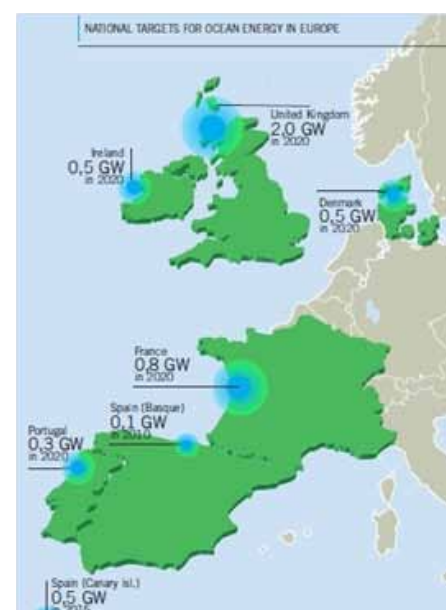 NATIONAL TARGETS FOR OCEAN ENERGY IN EUROPE
United Kingdom
2,0 GW
in 2020
Ireland
0,5 GW
in 2020
Denmark
0,5 GW
in 2020
France
0,8 GW
in 2020
Spain (Basque)
0,1 GW
in 2010
Portugal
0,3 GW
in 2020
Spain (Canary isl.)
0,5 GW
in 2015